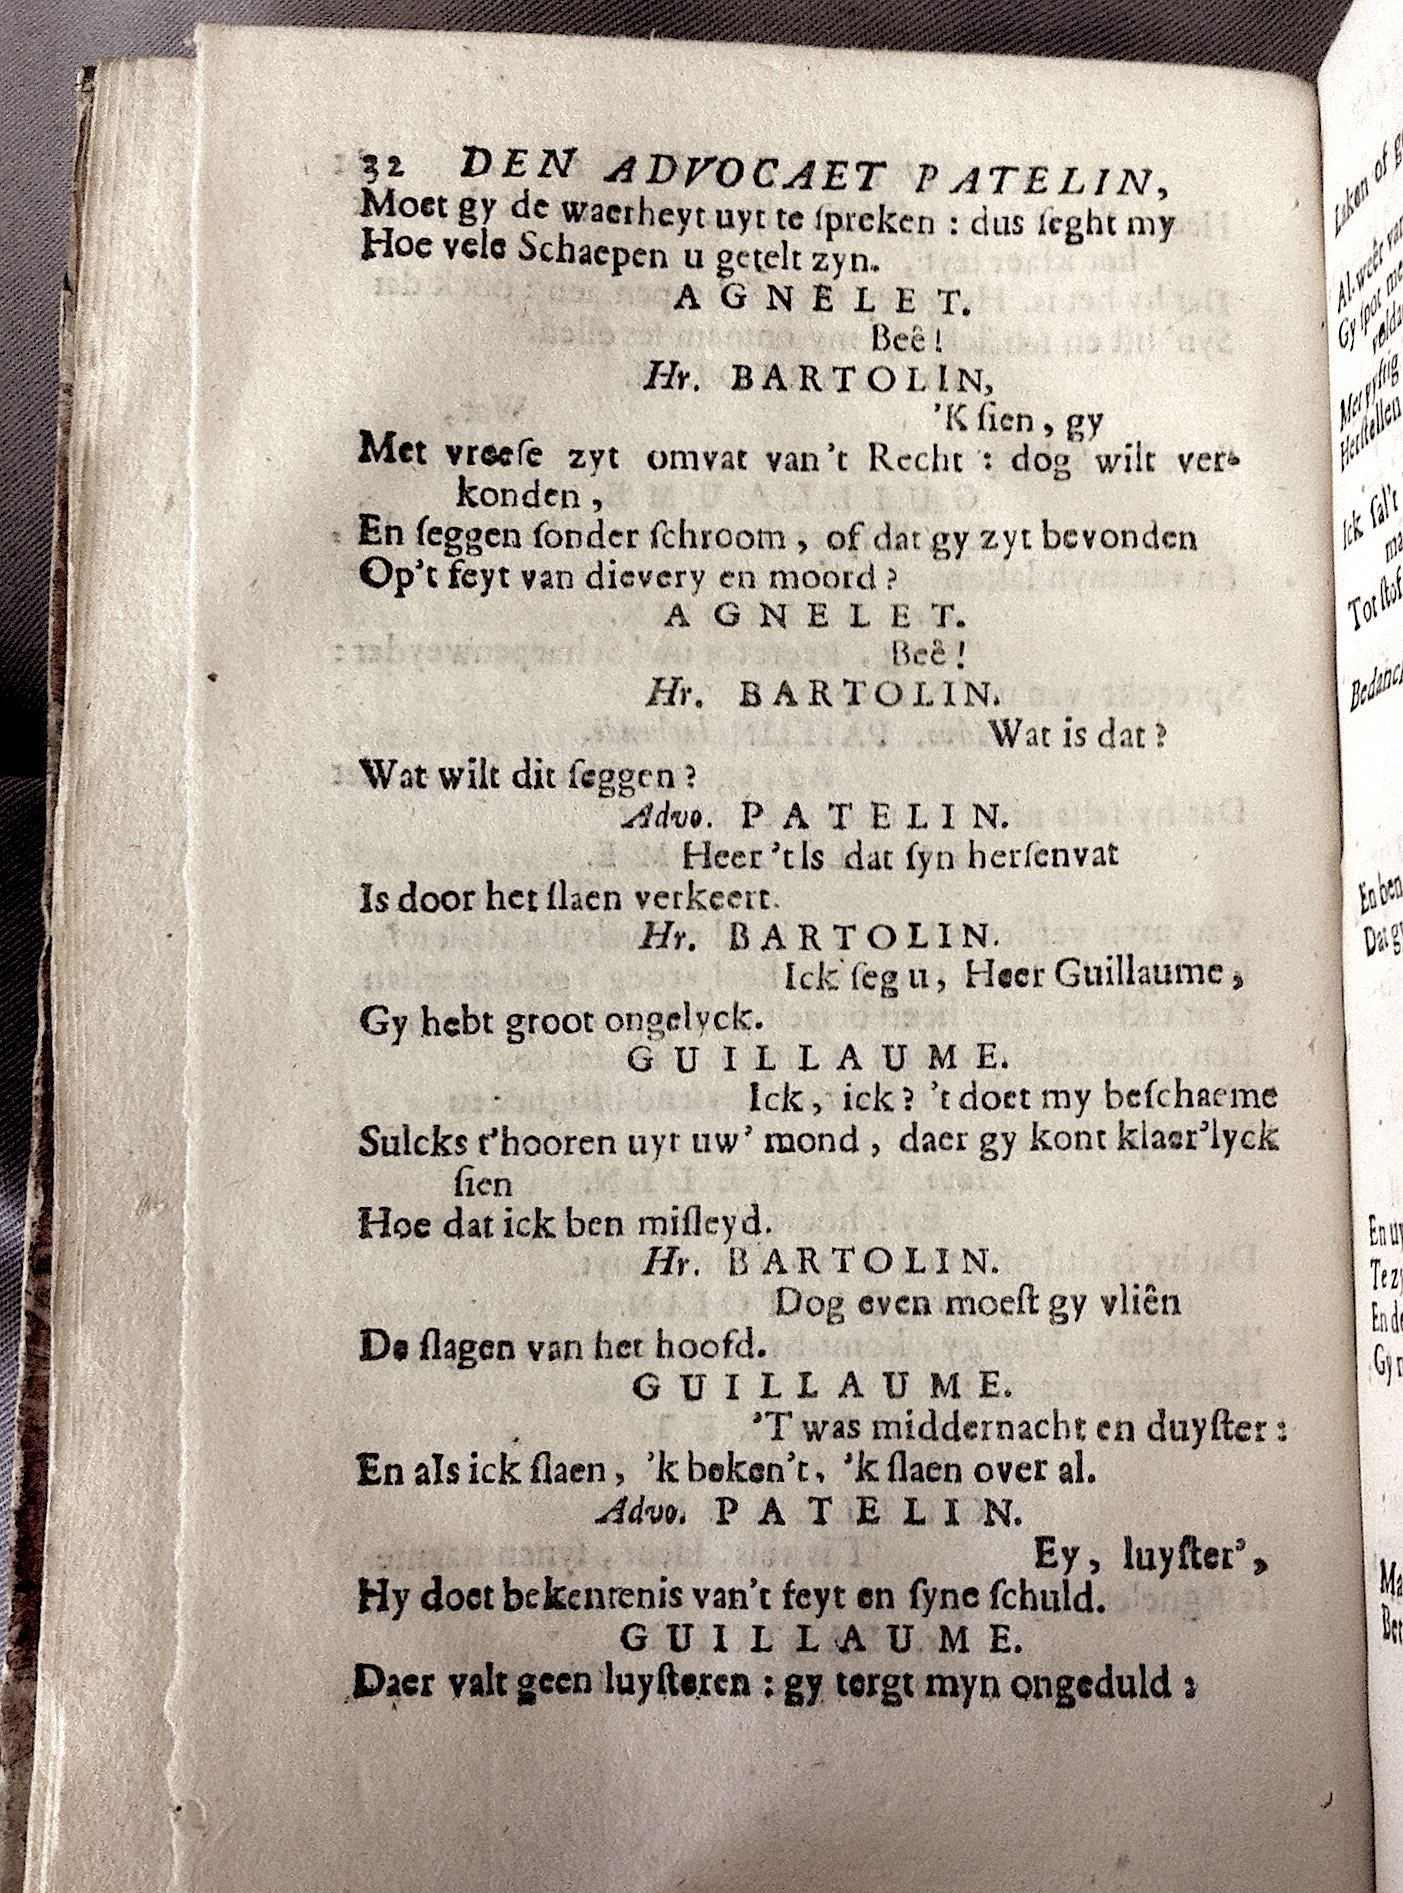 32 DEN ADVOCAET PATELIN,
Moet gy de waerheyt uyt te ſpreken : dus ſeght my
Hoe vele Schaepen u getelt zyn.
AGNELET.
Beê!
Hr. BARTOLIN,
'K ſien, gy
Met vreeſe zyt omvat van't Recht : dog wilt ver-
konden,
En ſeggen ſonder ſchroom, of dat gy zyt bevonden
Op't feyt van dievery en moord?
AGNELET.
Beê!
Hr. BARTOLIN.
Wat is dat?
Wat wilt dit ſeggen?
Advo. PATELIN.
Heer 't Is dat ſyn herſenvat
Is door het ſlaen verkeert.
Hr. BARTOLIN.
Ick ſeg u, Heer Guillaume,
Gy hebt groot ongelyck.
GUILLAUME.
Ick, ick? 't doet my beſchaeme
Sulcks t'hooren uyt uw' mond, daer gy kont klaer'lyck
ſien
Hoe dat ick ben miſleyd.
Hr. BARTOLIN.
Dog even moeſt gy vliên
De ſlagen van het hoofd.
GUILLAUME.
'T was middernacht en duyſter:
En als ick ſlaen, 'k beken't, 'k ſlaen over al.
Advo. PATELIN.
Ey, luyſter',
Hy doet bekentenis van't feyt en ſyne ſchuld.
GUILLAUME.
Daer valt geen luyſteren : gy tergt myn ongeduld :